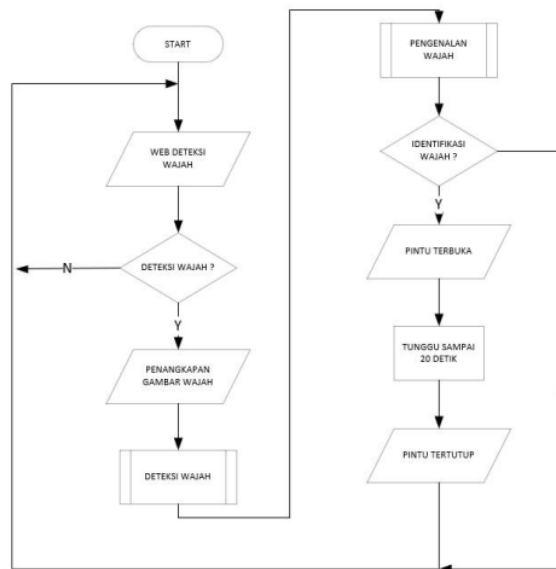 START
WEB DETEKSI
WAJAH
DETEKSI WAJAH ?
N
Y
PENANGKAPAN
GAMBAR WAJAH
DETEKSI WAJAH
PENGENALAN
WAJAH
IDENTIFIKASI
WAJAH ?
Y
PINTU TERBUKA
TUNGGU SAMPAI
20 DETIK
PINTU TERTUTUP